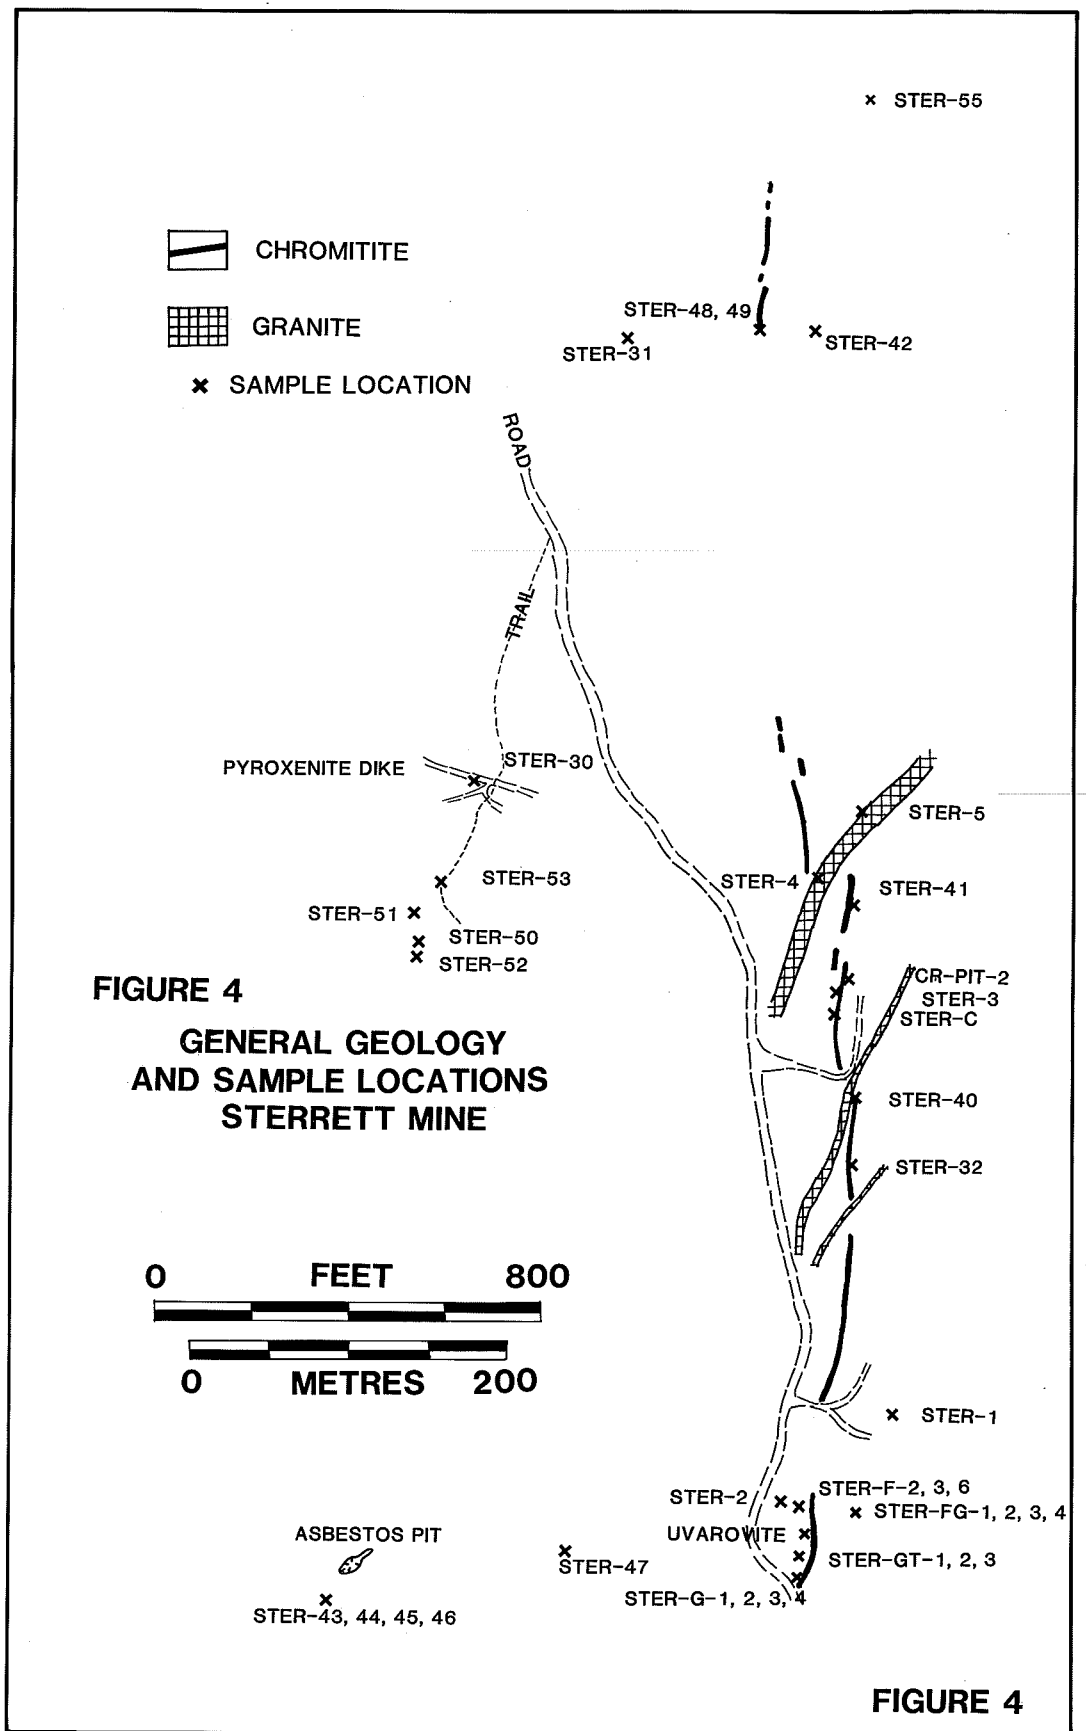 STER-55
CHROMITITE
GRANITE
SAMPLE LOCATION
STER-48, 49
STER-31
STER-42
ROAD
TRAIL
PYROXENITE DIKE
STER-30
STER-5
STER-53
STER-4
STER-41
STER-51
STER-50
STER-52
CR-PIT-2
STER-3
STER-C
FIGURE 4
GENERAL GEOLOGY
AND SAMPLE LOCATIONS
STERRETT MINE
STER-40
STER-32
0 FEET 800
0 METRES 200
STER-1
STER-F-2, 3, 6
STER-2
STER-FG-1, 2, 3, 4
UVAROVITE
ASBESTOS PIT
STER-GT-1, 2, 3
STER-47
STER-G-1, 2, 3, 4
STER-43, 44, 45, 46
FIGURE 4